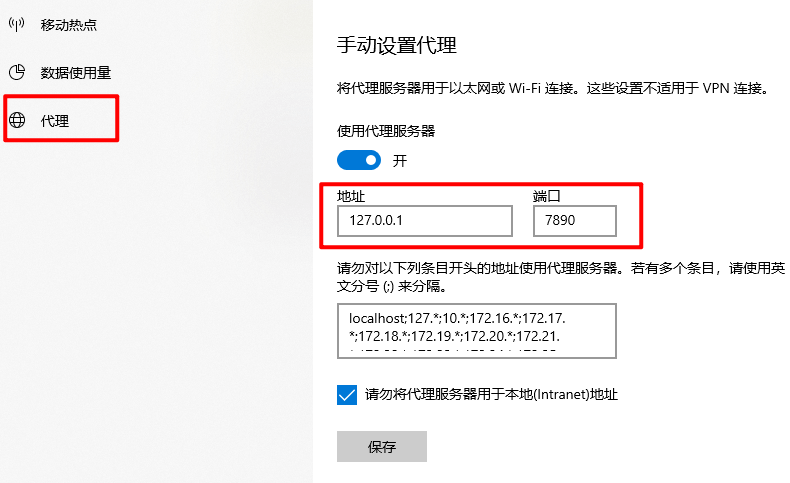 移动热点
数据使用量
代理
手动设置代理
将代理服务器用于以太网或 Wi-Fi 连接。这些设置不适用于 VPN 连接。
使用代理服务器
开
地址 端口
127.0.0.1 7890
请勿对以下列条目开头的地址使用代理服务器。若有多个条目，请使用英
文分号 (;) 来分隔。
localhost;127.*;10.*;172.16.*;172.17.
*;172.18.*;172.19.*;172.20.*;172.21.
请勿将代理服务器用于本地(Intranet)地址
保存